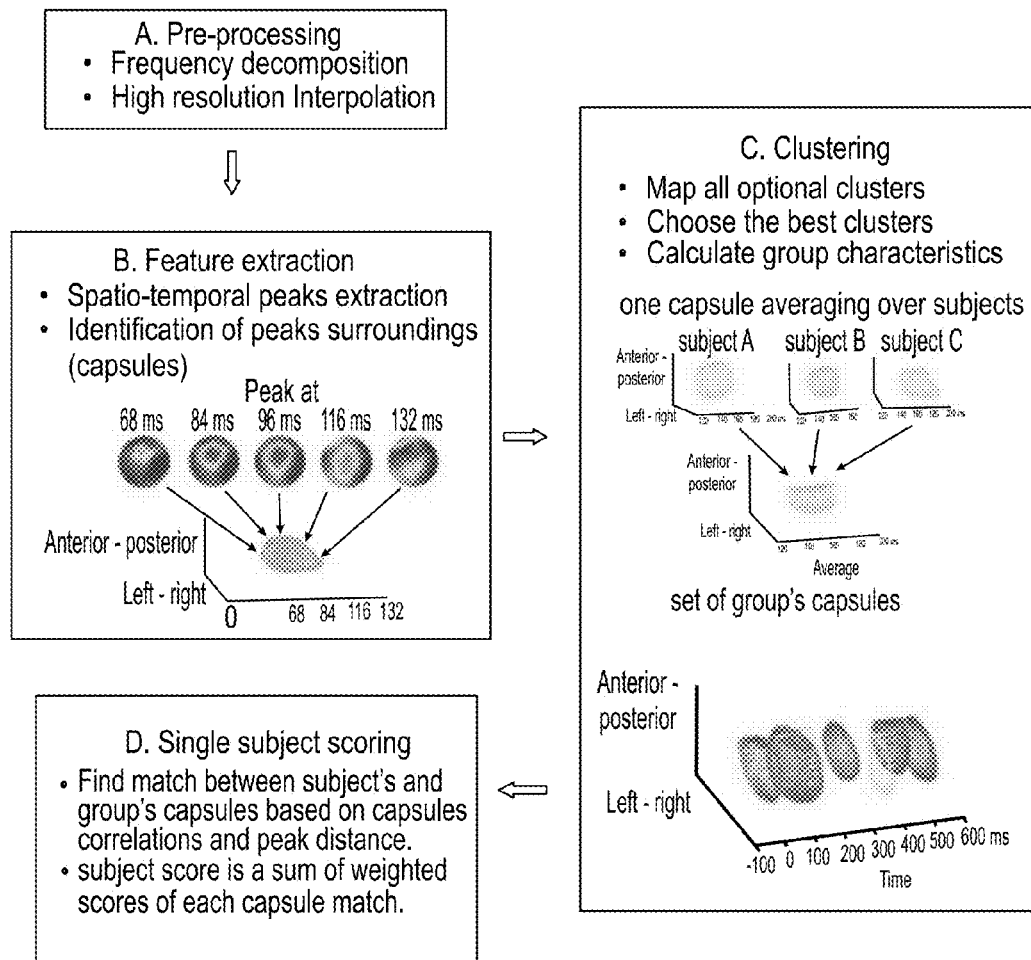 A. Pre-processing
• Frequency decomposition
• High resolution Interpolation
B. Feature extraction
• Spatio-temporal peaks extraction
• Identification of peaks surroundings
(capsules)
Peak at
68 ms 84 ms 96 ms 116 ms 132 ms
Anterior - posterior
Left - right
0 68 84 116 132
C. Clustering
• Map all optional clusters
• Choose the best clusters
• Calculate group characteristics
one capsule averaging over subjects
subject A subject B subject C
Anterior -
posterior
Left - right
Anterior -
posterior
Left - right
Average
set of group's capsules
Anterior -
posterior
Left - right
-100 0 100 200 300 400 500 600 ms
Time
D. Single subject scoring
• Find match between subject's and
group's capsules based on capsules
correlations and peak distance.
• subject score is a sum of weighted
scores of each capsule match.